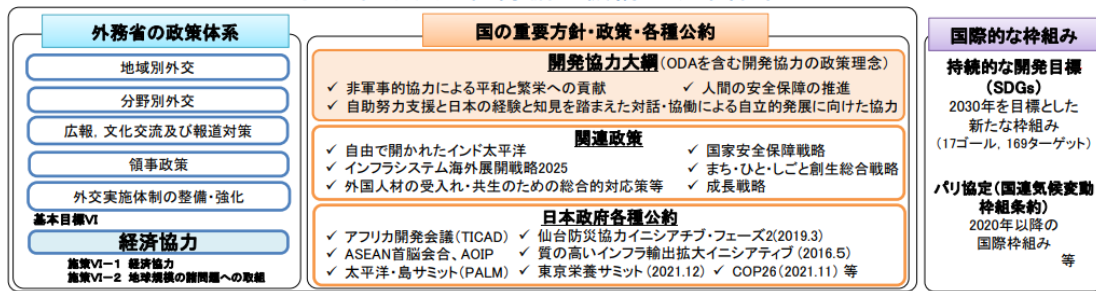 外務省の政策体系
地域別外交
分野別外交
広報，文化交流及び報道対策
領事政策
外交実施体制の整備・強化
基本目標Ⅵ
経済協力
施策Ⅵ－１ 経済協力
施策Ⅵ－２ 地球規模の諸問題への取組
国の重要方針・政策・各種公約
開発協力大綱(ODAを含む開発協力の政策理念)
✓ 非軍事的協力による平和と繁栄への貢献 ✓ 人間の安全保障の推進
✓ 自助努力支援と日本の経験と知見を踏まえた対話・協働による自立的発展に向けた協力
関連政策
✓ 自由で開かれたインド太平洋 ✓ 国家安全保障戦略
✓ インフラシステム海外展開戦略2025 ✓ まち・ひと・しごと創生総合戦略
✓ 外国人材の受入れ・共生のための総合的対応策等 ✓ 成長戦略
日本政府各種公約
✓ アフリカ開発会議(TICAD) ✓ 仙台防災協力イニシアチブ・フェーズ2(2019.3)
✓ ASEAN首脳会合、AOIP ✓ 質の高いインフラ輸出拡大イニシアティブ(2016.5)
✓ 太平洋・島サミット(PALM) ✓ 東京栄養サミット(2021.12) ✓ COP26(2021.11) 等
国際的な枠組み
持続的な開発目標
(SDGs)
2030年を目標とした
新たな枠組み
(17ゴール，169ターゲット)
パリ協定(国連気候変動
枠組条約)
2020年以降の
国際枠組み
等